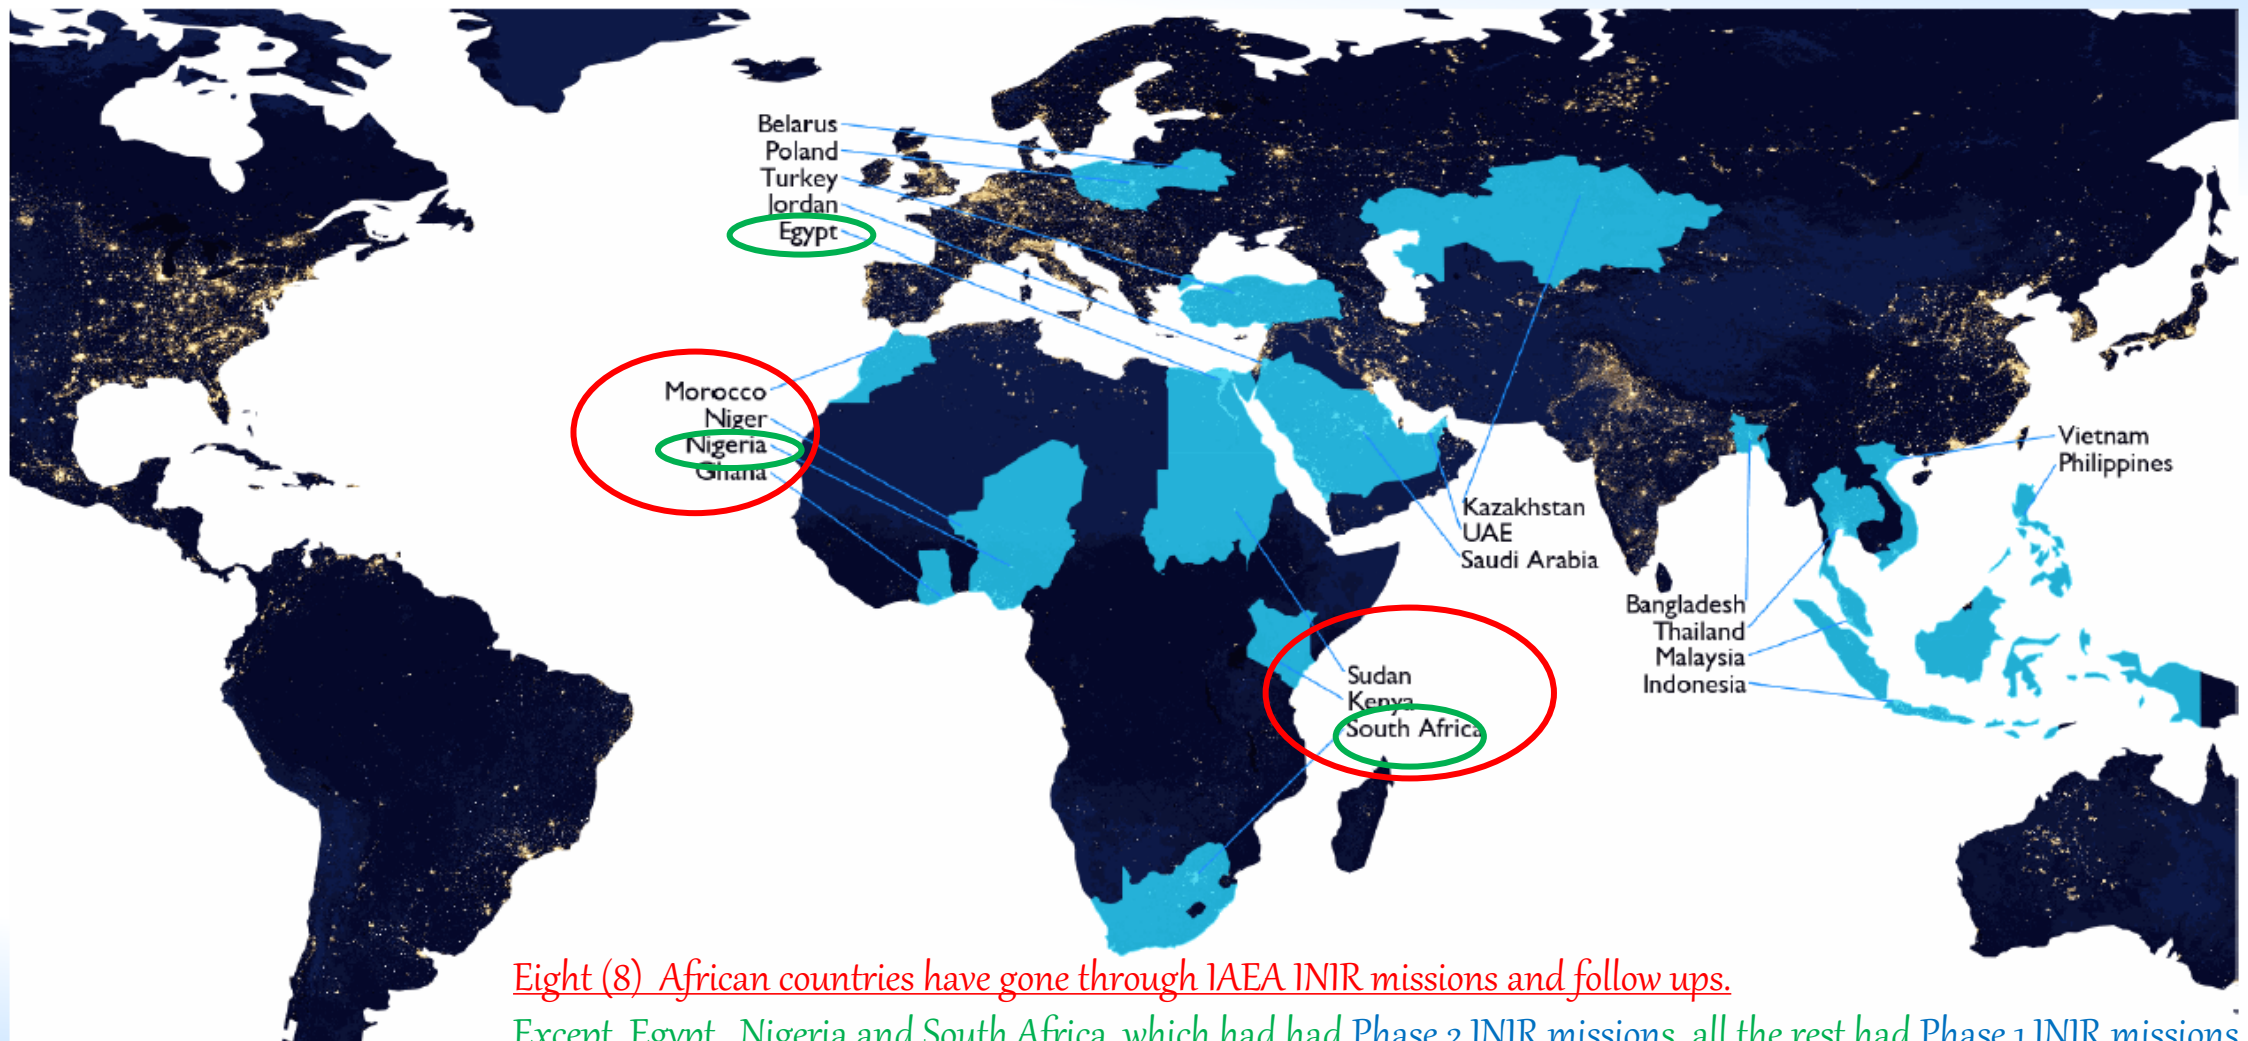 Belarus
Poland
Turkey
Jordan
Egypt
Morocco
Niger
Nigeria
Ghana
Kazakhstan
UAE
Saudi Arabia
Vietnam
Philippines
Bangladesh
Thailand
Malaysia
Indonesia
Sudan
Kenya
South Africa
Eight (8) African countries have gone through IAEA INIR missions and follow ups.
Except Egypt, Nigeria and South Africa which had had Phase 2 INIR missions, all the rest had Phase 1 INIR missions